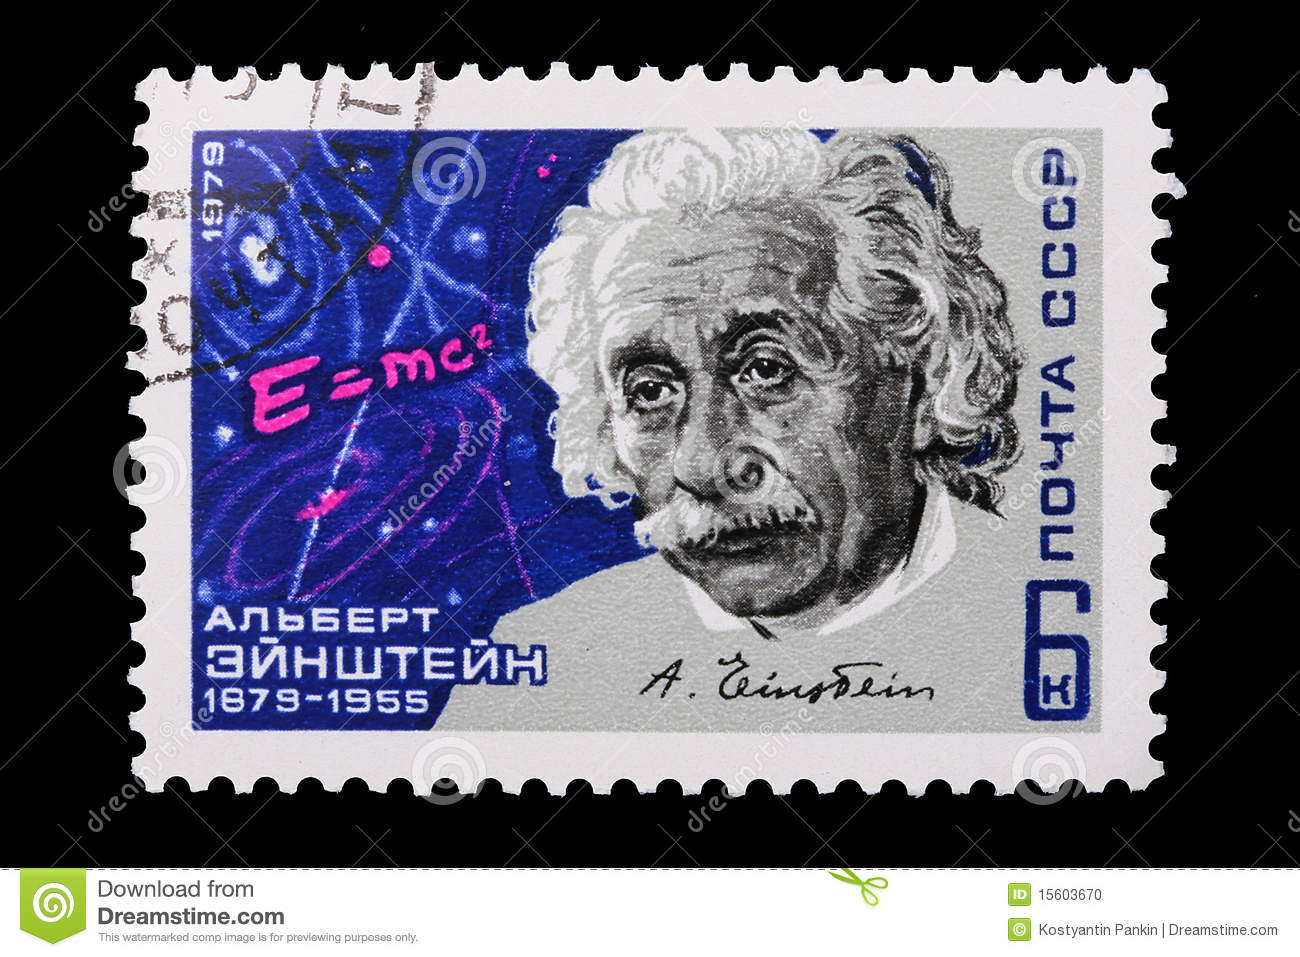 1979
E=mc²
АЛЬБЕРТ
ЭЙНШТЕЙН
1879-1955
A. Einstein
ПОЧТА СССР
6
к
Download from
Dreamstime.com
This watermarked comp image is for previewing purposes only.
ID 15603670
© Kostyantin Pankin | Dreamstime.com